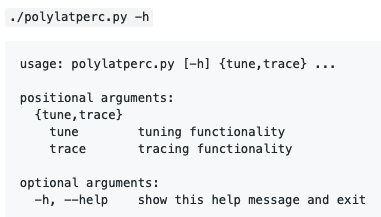 ./polylatperc.py -h
usage: polylatperc.py [-h] {tune,trace} ...
positional arguments:
{tune,trace}
tune tuning functionality
trace tracing functionality
optional arguments:
-h, --help show this help message and exit